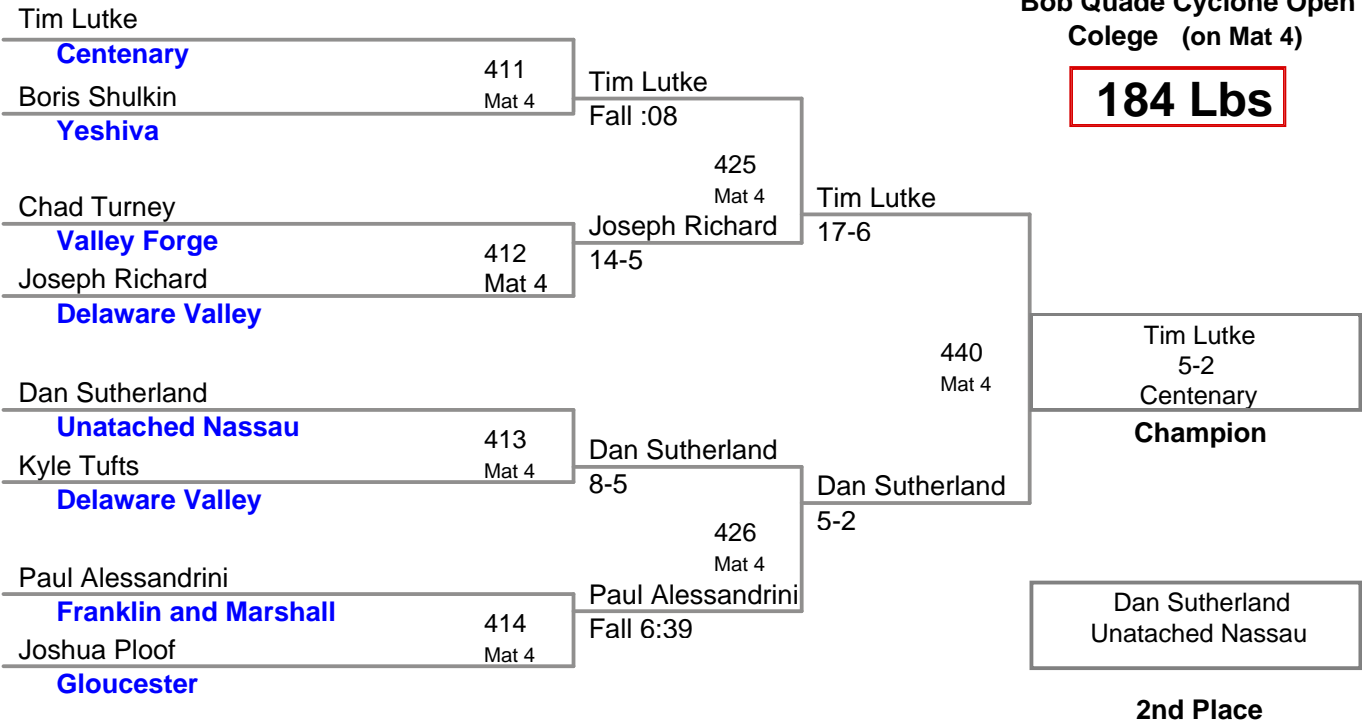 Bob Quade Cyclone Open
Colege (on Mat 4)
184 Lbs
Tim Lutke
Centenary
411
Mat 4
Boris Shulkin
Yeshiva
Chad Turney
Valley Forge
412
Mat 4
Joseph Richard
Delaware Valley
Dan Sutherland
Unatached Nassau
413
Mat 4
Kyle Tufts
Delaware Valley
Paul Alessandrini
Franklin and Marshall
414
Mat 4
Joshua Ploof
Gloucester
Tim Lutke
Fall :08
425
Mat 4
Joseph Richard
14-5
Dan Sutherland
8-5
426
Mat 4
Paul Alessandrini
Fall 6:39
Tim Lutke
17-6
440
Mat 4
Dan Sutherland
5-2
Tim Lutke
5-2
Centenary
Champion
Dan Sutherland
Unatached Nassau
2nd Place